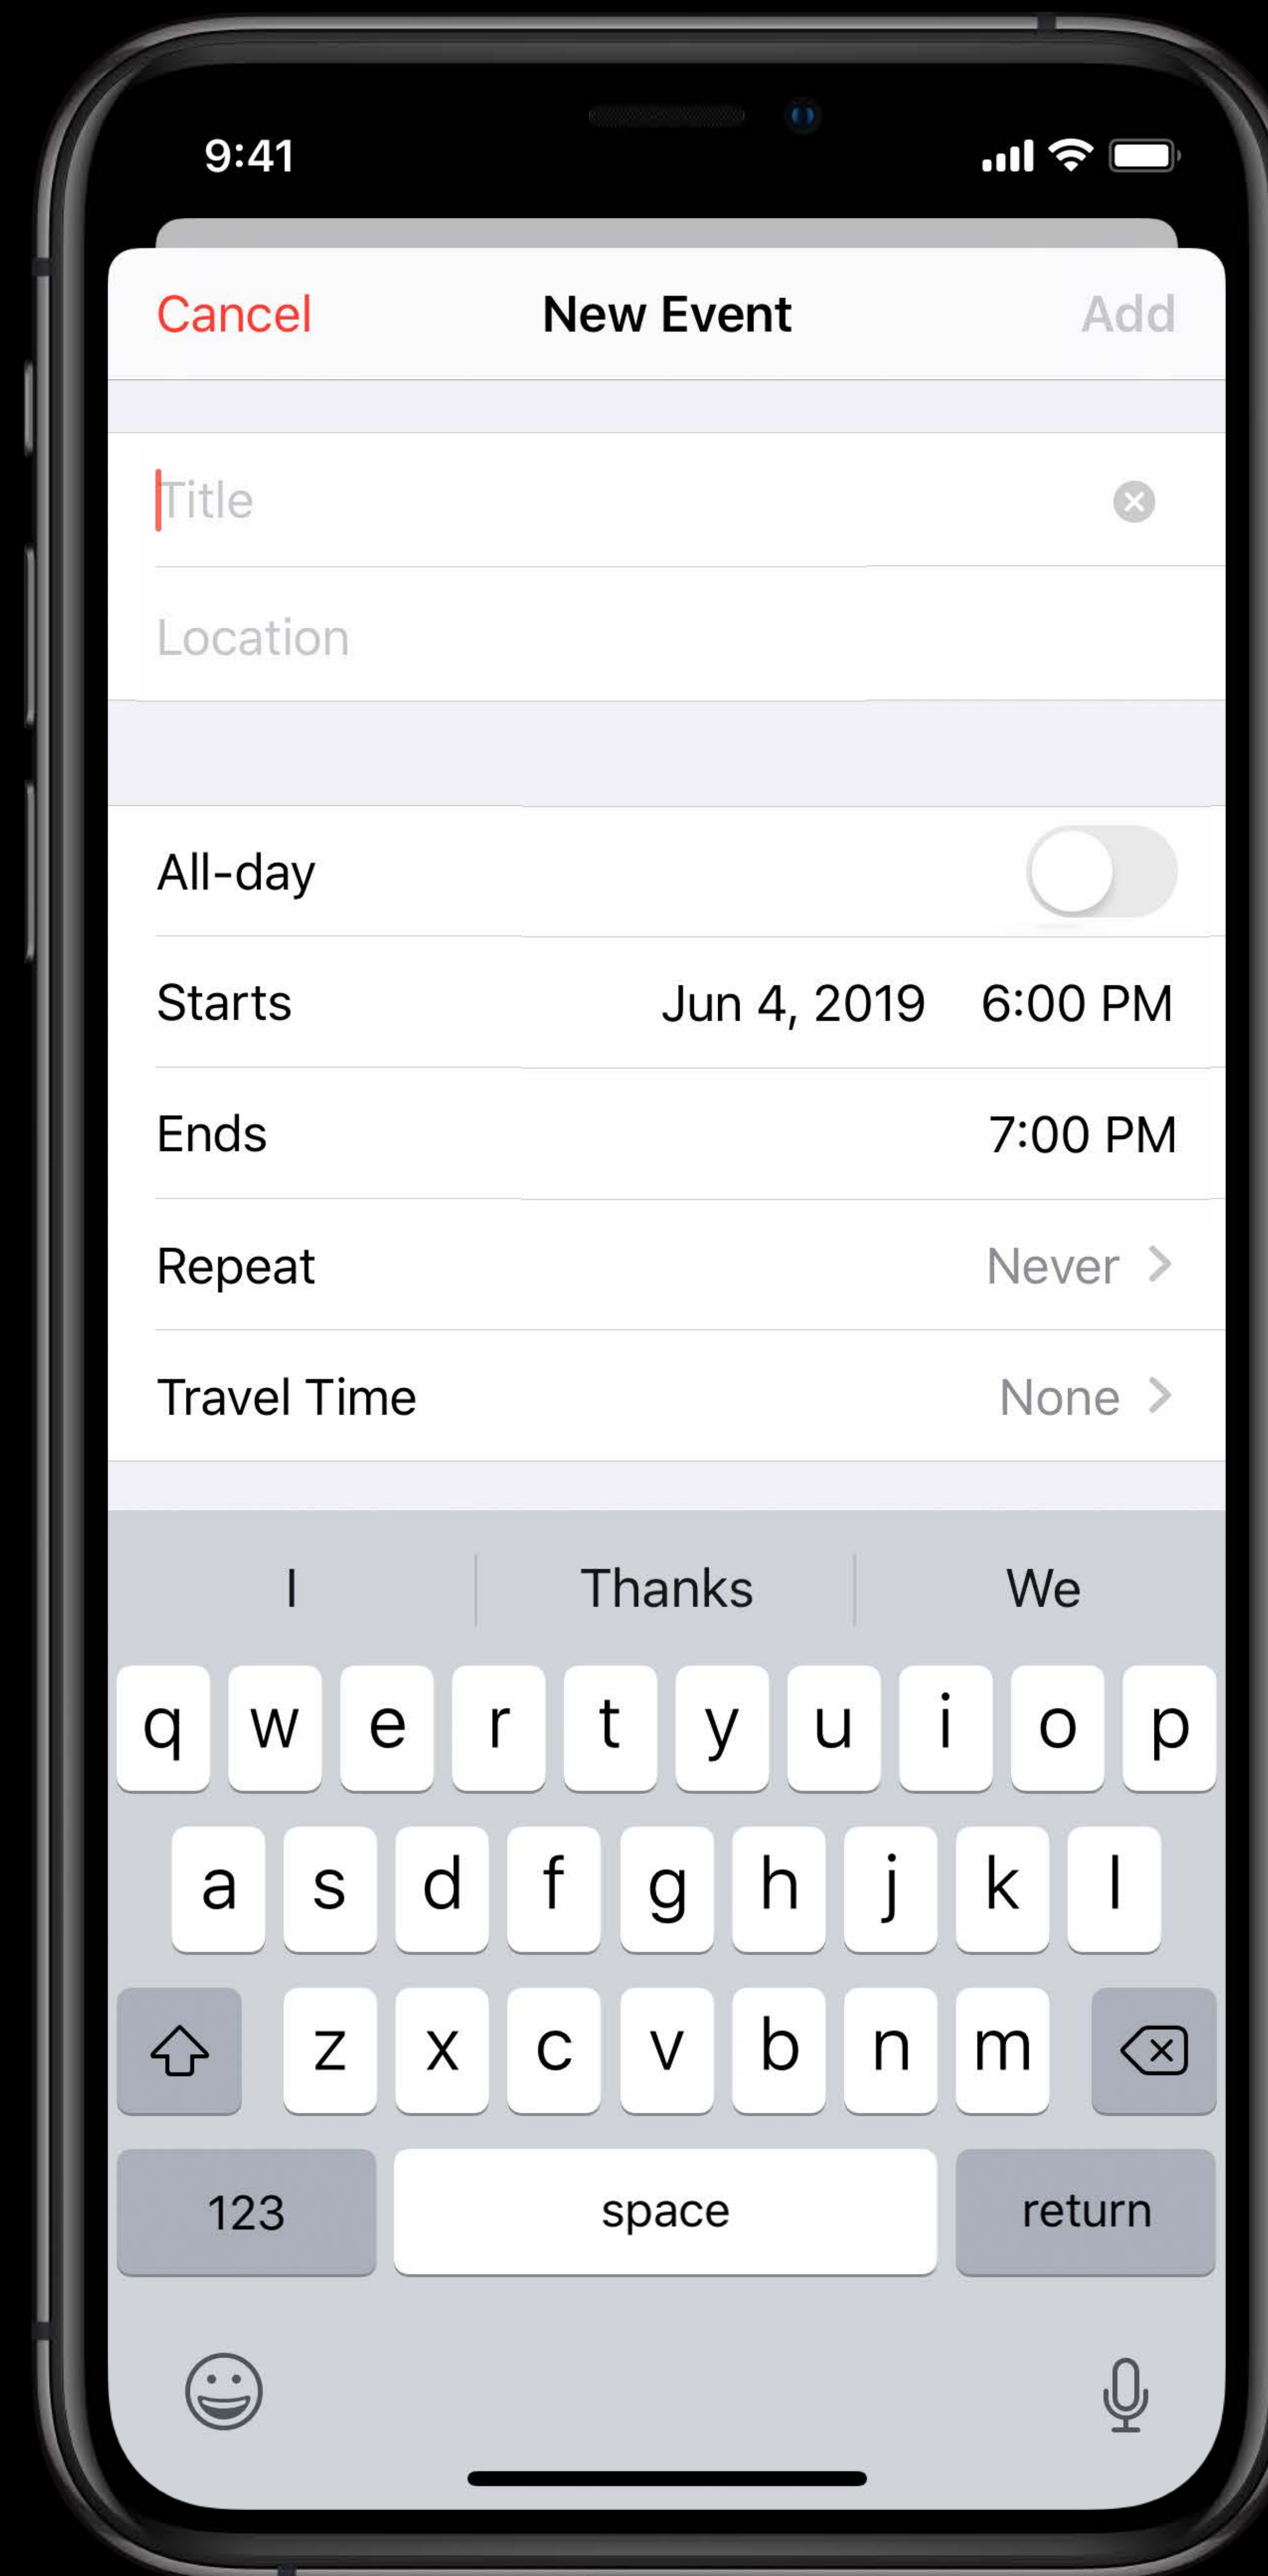 9:41
Cancel New Event Add
Title
Location
All-day
Starts Jun 4, 2019 6:00 PM
Ends 7:00 PM
Repeat Never
Travel Time None
I Thanks We
q w e r t y u i o p
a s d f g h j k l
z x c v b n m
123 space return